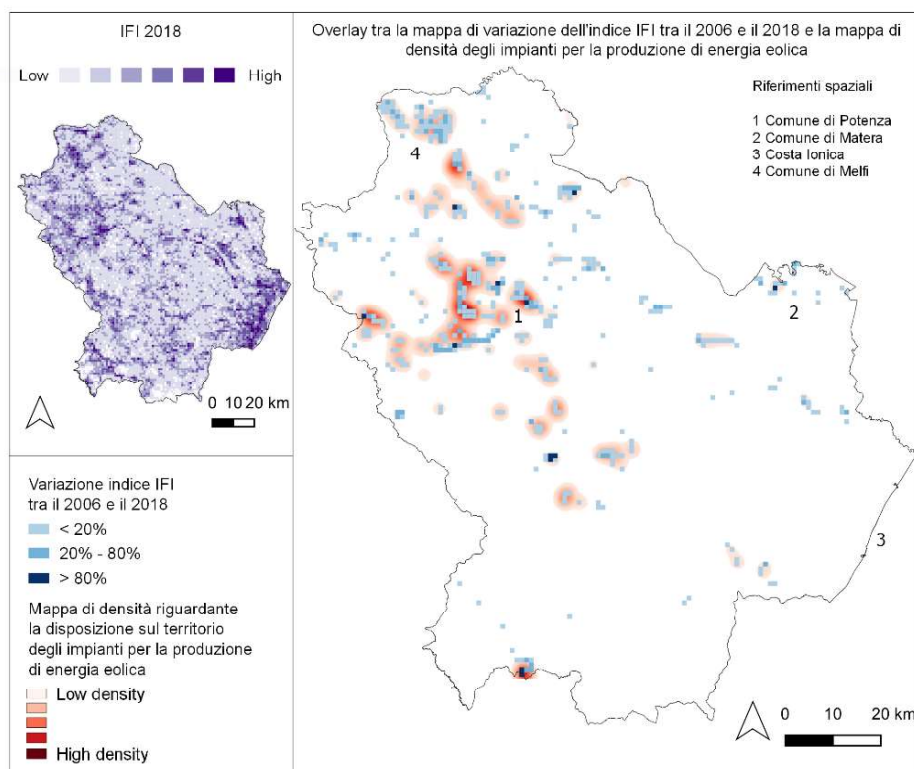 IFI 2018
Low
High
0 10 20 km
Variazione indice IFI
tra il 2006 e il 2018
< 20%
20% - 80%
> 80%
Mappa di densità riguardante
la disposizione sul territorio
degli impianti per la produzione
di energia eolica
Low density
High density
Overlay tra la mappa di variazione dell'indice IFI tra il 2006 e il 2018 e la mappa di
densità degli impianti per la produzione di energia eolica
Riferimenti spaziali
1 Comune di Potenza
2 Comune di Matera
3 Costa Ionica
4 Comune di Melfi
4
1
2
3
0 10 20 km